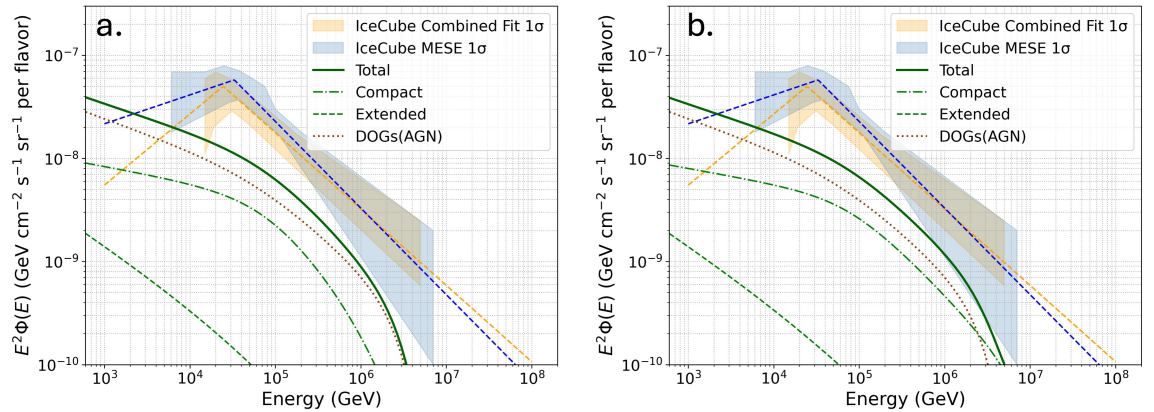 a.
IceCube Combined Fit 1σ
IceCube MESE 1σ
Total
Compact
Extended
DOGs(AGN)
E²Φ(E) (GeV cm⁻² s⁻¹ sr⁻¹ per flavor)
10⁻⁷
10⁻⁸
10⁻⁹
10⁻¹⁰
10³
10⁴
10⁵
10⁶
10⁷
10⁸
Energy (GeV)
b.
IceCube Combined Fit 1σ
IceCube MESE 1σ
Total
Compact
Extended
DOGs(AGN)
E²Φ(E) (GeV cm⁻² s⁻¹ sr⁻¹ per flavor)
10⁻⁷
10⁻⁸
10⁻⁹
10⁻¹⁰
10³
10⁴
10⁵
10⁶
10⁷
10⁸
Energy (GeV)